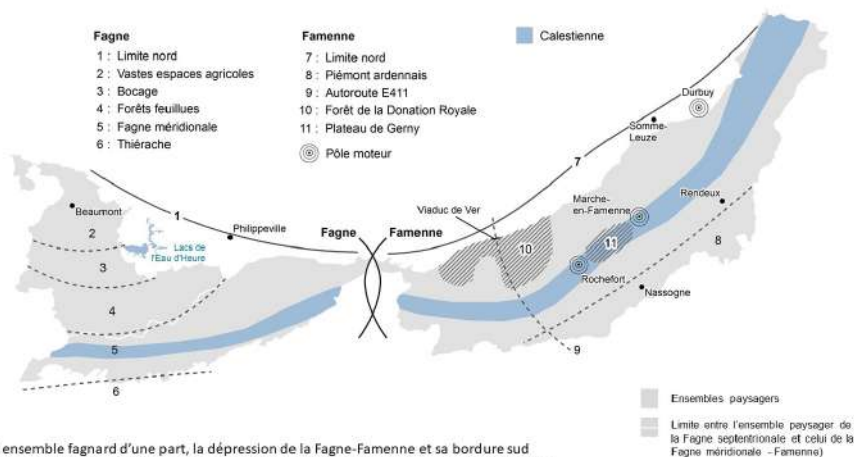 Fagne
1 : Limite nord
2 : Vastes espaces agricoles
3 : Bocage
4 : Forêts feuillues
5 : Fagne méridionale
6 : Thiérache
Famenne
7 : Limite nord
8 : Piémont ardennais
9 : Autoroute E411
10 : Forêt de la Donation Royale
11 : Plateau de Gerny
Pôle moteur
Calestienne
Durbuy
Somme-
Leuze
7
Marche-
en-Famenne
Rendeux
Viaduc de Ver
Beaumont
1
Philippeville
Fagne
Famenne
2
Lacs de
l'Eau d'Heure
10
11
8
3
Rochefort
Nassogne
4
5
9
6
Ensembles paysagers
Limite entre l'ensemble paysager de
la Fagne septentrionale et celui de la
Fagne méridionale - Famenne)
ensemble fagnard d'une part, la dépression de la Fagne-Famenne et sa bordure sud